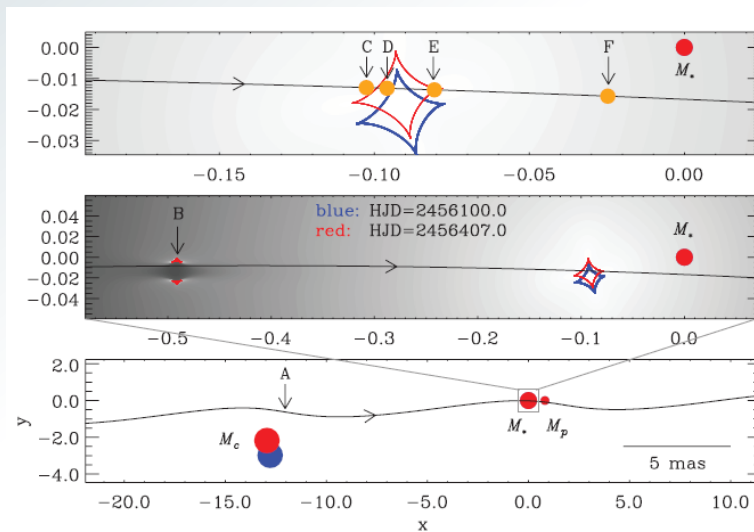 C D E F
0.00
M*
-0.01
-0.02
-0.03
-0.15 -0.10 -0.05 0.00
0.04
B
blue: HJD=2456100.0
0.02
red: HJD=2456407.0
M*
0.00
-0.02
-0.04
-0.5 -0.4 -0.3 -0.2 -0.1 0.0
2.0
A
0.0
y
-2.0
Mc
M* Mp
5 mas
-4.0
-20.0 -15.0 -10.0 -5.0 0.0 5.0 10.0
x